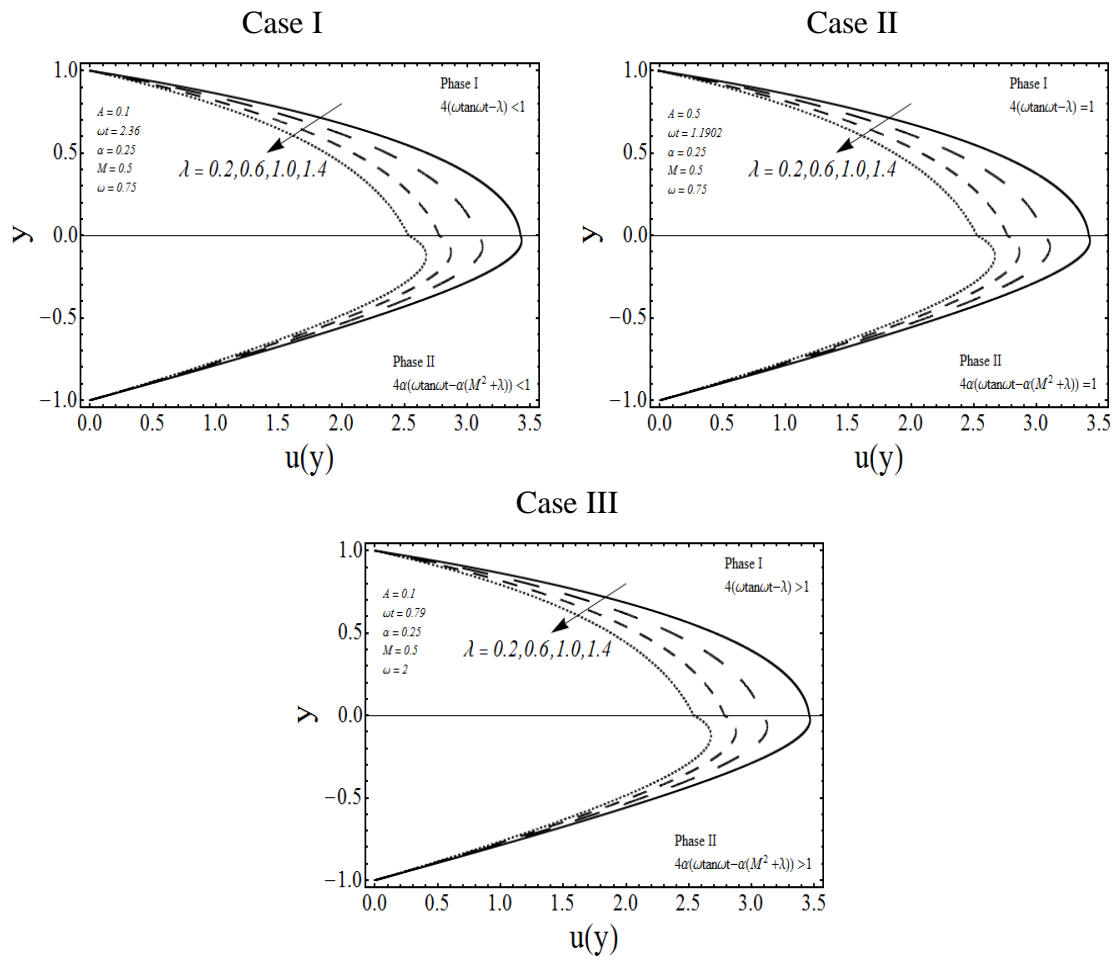 Case I
Case II
1.0
0.5
0.0
−0.5
−1.0
y
Phase I
4(ωtanωt−λ) <1
A = 0.1
ωt = 2.36
α = 0.25
M = 0.5
ω = 0.75
λ = 0.2,0.6,1.0,1.4
Phase II
4α(ωtanωt−α(M² +λ)) <1
0.0 0.5 1.0 1.5 2.0 2.5 3.0 3.5
u(y)
1.0
0.5
0.0
−0.5
−1.0
y
Phase I
4(ωtanωt−λ) =1
A = 0.5
ωt = 1.1902
α = 0.25
M = 0.5
ω = 0.75
λ = 0.2,0.6,1.0,1.4
Phase II
4α(ωtanωt−α(M² +λ)) =1
0.0 0.5 1.0 1.5 2.0 2.5 3.0 3.5
u(y)
Case III
1.0
0.5
0.0
−0.5
−1.0
y
Phase I
4(ωtanωt−λ) >1
A = 0.1
ωt = 0.79
α = 0.25
M = 0.5
ω = 2
λ = 0.2,0.6,1.0,1.4
Phase II
4α(ωtanωt−α(M² +λ)) >1
0.0 0.5 1.0 1.5 2.0 2.5 3.0 3.5
u(y)